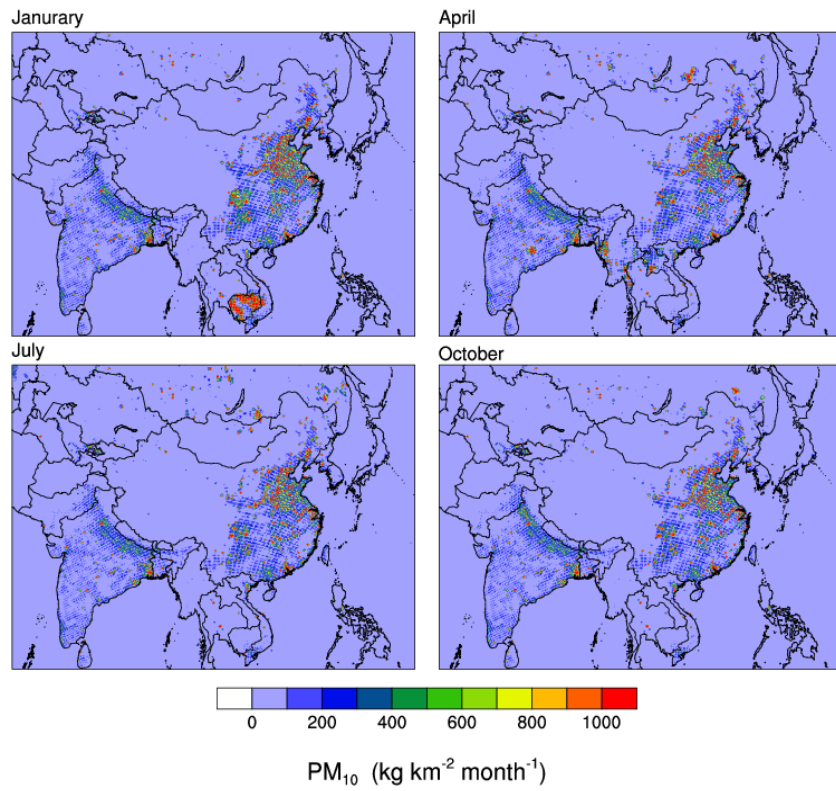 Janurary
April
July
October
0 200 400 600 800 1000
PM₁₀ (kg km⁻² month⁻¹)